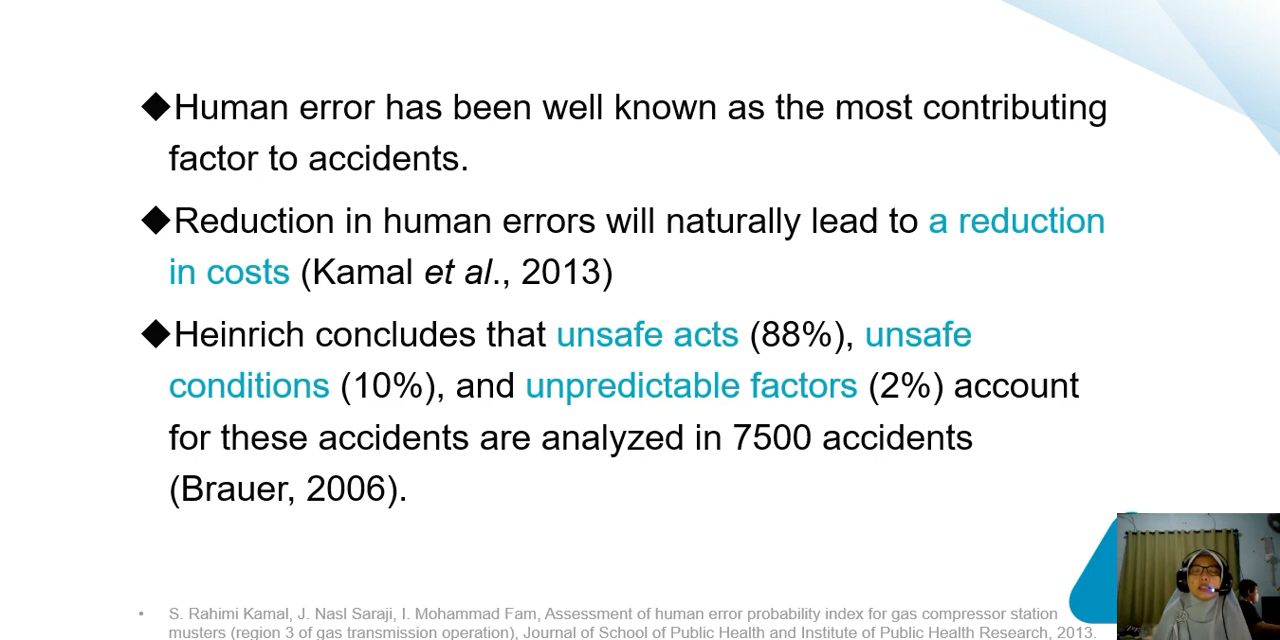 ◆Human error has been well known as the most contributing
factor to accidents.
◆Reduction in human errors will naturally lead to a reduction
in costs (Kamal et al., 2013)
◆Heinrich concludes that unsafe acts (88%), unsafe
conditions (10%), and unpredictable factors (2%) account
for these accidents are analyzed in 7500 accidents
(Brauer, 2006).
• S. Rahimi Kamal, J. Nasl Saraji, I. Mohammad Fam, Assessment of human error probability index for gas compressor station
musters (region 3 of gas transmission operation), Journal of School of Public Health and Institute of Public Health Research, 2013.